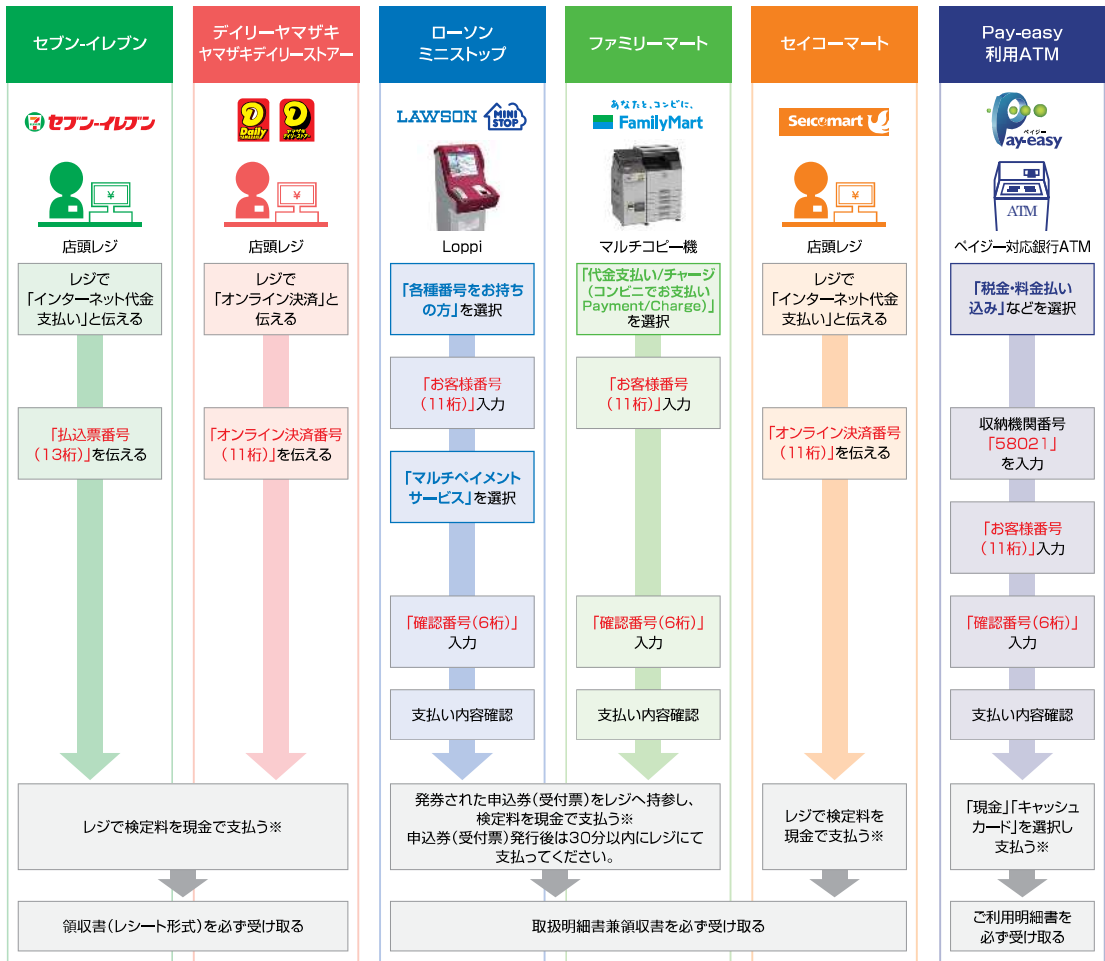 セブン-イレブン
デイリーヤマザキ
ヤマザキデイリーストアー
ローソン
ミニストップ
ファミリーマート
セイコーマート
Pay-easy
利用ATM
セブン-イレブン
Daily
YAMAZAKI
ヤマザキ
デイリーストアー
LAWSON
MINI
STOP
あなたと、コンビに、
FamilyMart
Seicomart
ペイジー
Pay-easy
¥
¥
¥
ATM
店頭レジ
店頭レジ
Loppi
マルチコピー機
店頭レジ
ペイジー対応銀行ATM
レジで
「インターネット代金
支払い」と伝える
「払込票番号
(13桁)」を伝える
レジで
「オンライン決済」と
伝える
「オンライン決済番号
(11桁)」を伝える
「各種番号をお持ち
の方」を選択
「お客様番号
(11桁)」入力
「マルチペイメント
サービス」を選択
「確認番号(6桁)」
入力
支払い内容確認
「代金支払い/チャージ
(コンビニでお支払い
Payment/Charge)」
を選択
「お客様番号
(11桁)」入力
「確認番号(6桁)」
入力
支払い内容確認
レジで
「インターネット代金
支払い」と伝える
「オンライン決済番号
(11桁)」を伝える
「税金・料金払い
込み」などを選択
収納機関番号
「58021」
を入力
「お客様番号
(11桁)」入力
「確認番号(6桁)」
入力
支払い内容確認
レジで検定料を現金で支払う※
発券された申込券(受付票)をレジへ持参し、
検定料を現金で支払う※
申込券(受付票)発行後は30分以内にレジにて
支払ってください。
レジで検定料を
現金で支払う※
「現金」「キャッシュ
カード」を選択し
支払う※
領収書(レシート形式)を必ず受け取る
取扱明細書兼領収書を必ず受け取る
ご利用明細書を
必ず受け取る